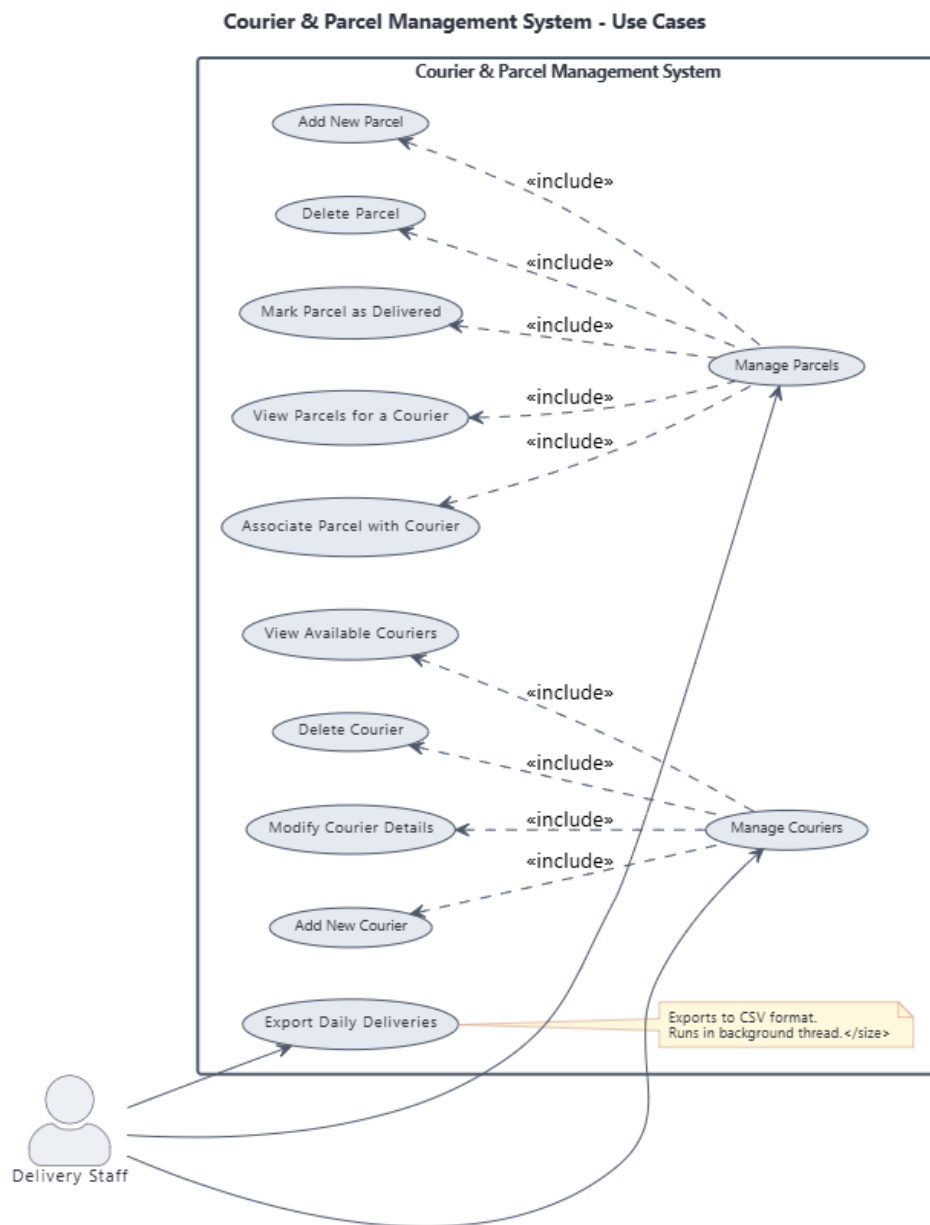 Courier & Parcel Management System - Use Cases
Courier & Parcel Management System
Add New Parcel
«include»
Delete Parcel
«include»
Mark Parcel as Delivered
«include»
Manage Parcels
«include»
View Parcels for a Courier
«include»
Associate Parcel with Courier
View Available Couriers
«include»
Delete Courier
«include»
Modify Courier Details
«include»
Manage Couriers
«include»
Add New Courier
Export Daily Deliveries
Exports to CSV format.
Runs in background thread.</size>
Delivery Staff